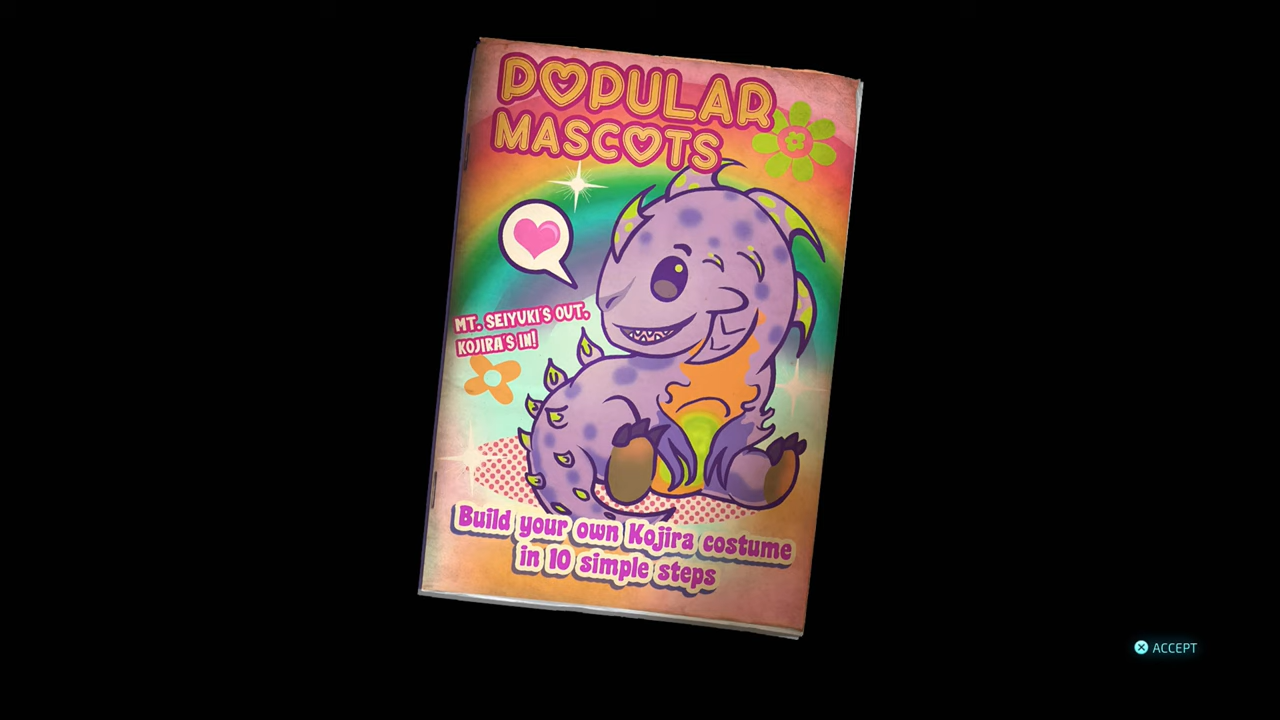 POPULAR
MASCOTS
MT. SEIYUKI'S OUT,
KOJIRA'S IN!
Build your own Kojira costume
in 10 simple steps
ACCEPT